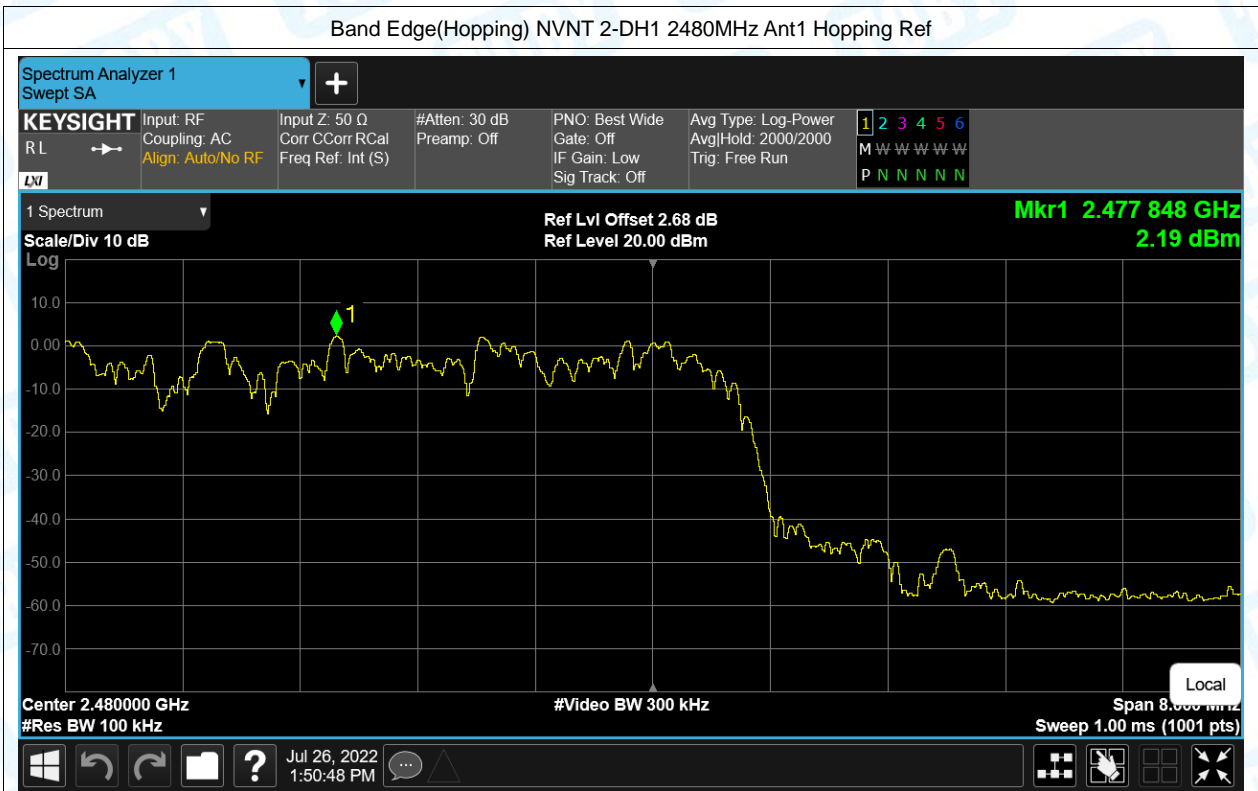 Band Edge(Hopping) NVNT 2-DH1 2480MHz Ant1 Hopping Ref
Spectrum Analyzer 1
Swept SA
KEYSIGHT
R L
LXI
Input: RF
Coupling: AC
Align: Auto/No RF
Input Z: 50 Ω
Corr CCorr RCal
Freq Ref: Int (S)
#Atten: 30 dB
Preamp: Off
PNO: Best Wide
Gate: Off
IF Gain: Low
Sig Track: Off
Avg Type: Log-Power
Avg|Hold: 2000/2000
Trig: Free Run
1 2 3 4 5 6
M W W W W W
P N N N N N
1 Spectrum
Scale/Div 10 dB
Ref Lvl Offset 2.68 dB
Ref Level 20.00 dBm
Mkr1 2.477 848 GHz
2.19 dBm
Log
10.0
0.00
-10.0
-20.0
-30.0
-40.0
-50.0
-60.0
-70.0
1
Local
Center 2.480000 GHz
#Res BW 100 kHz
#Video BW 300 kHz
Span 8.000 MHz
Sweep 1.00 ms (1001 pts)
?
Jul 26, 2022
1:50:48 PM